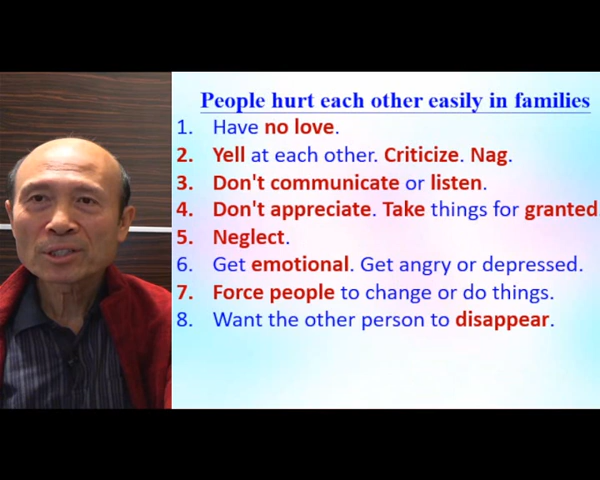 People hurt each other easily in families
1. Have no love.
2. Yell at each other. Criticize. Nag.
3. Don't communicate or listen.
4. Don't appreciate. Take things for granted.
5. Neglect.
6. Get emotional. Get angry or depressed.
7. Force people to change or do things.
8. Want the other person to disappear.